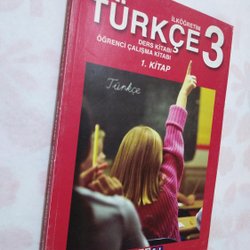 İLKÖĞRETİM
TÜRKÇE 3
DERS KİTABI
ÖĞRENCİ ÇALIŞMA KİTABI
1. KİTAP
Türkçe